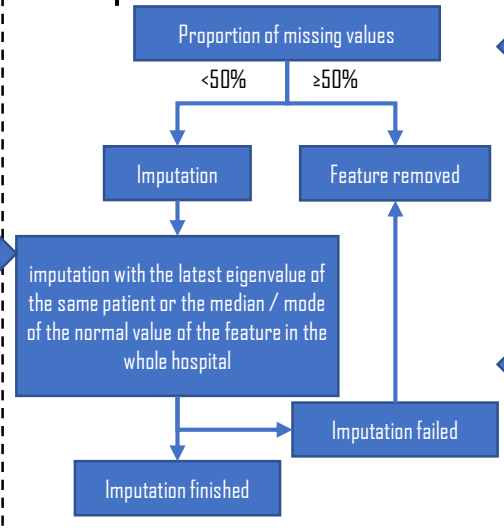 Proportion of missing values
<50% ≥50%
Imputation
Feature removed
imputation with the latest eigenvalue of
the same patient or the median / mode
of the normal value of the feature in the
whole hospital
Imputation failed
Imputation finished